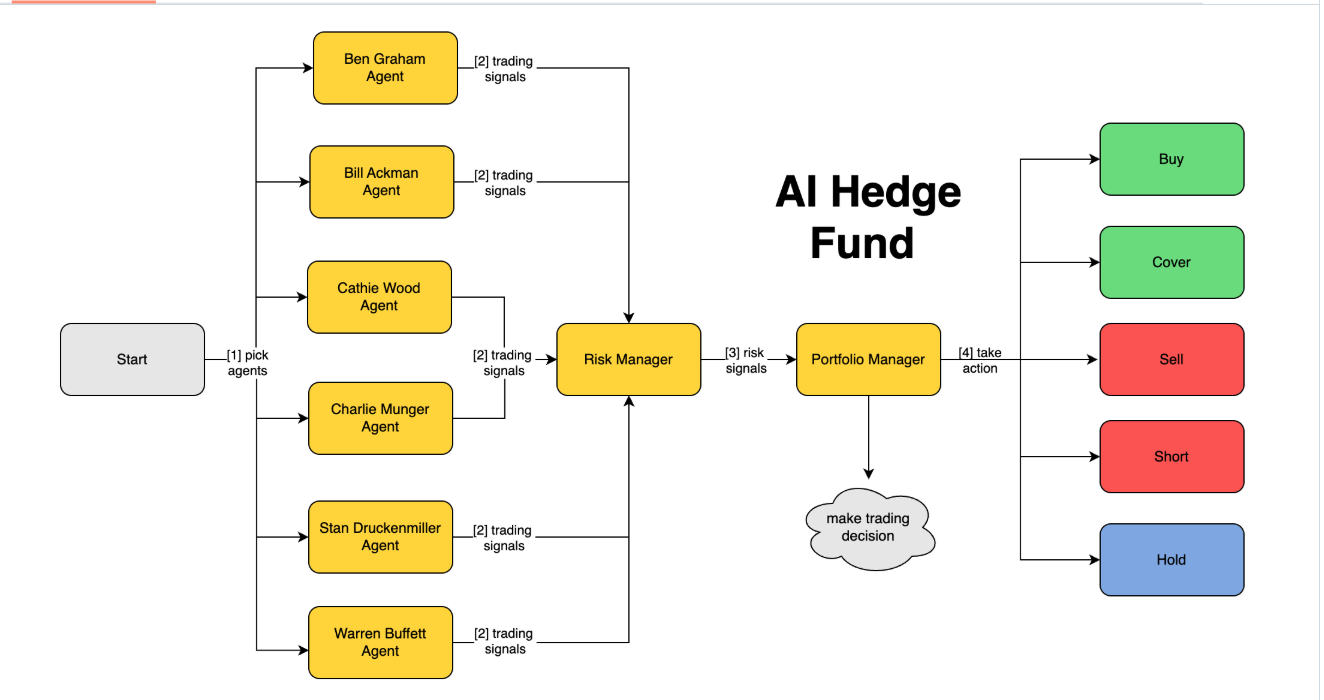 Ben Graham
Agent
[2] trading
signals
Bill Ackman
Agent
[2] trading
signals
Cathie Wood
Agent
Start
[1] pick
agents
[2] trading
signals
Charlie Munger
Agent
Stan Druckenmiller
Agent
[2] trading
signals
Warren Buffett
Agent
[2] trading
signals
Risk Manager
[3] risk
signals
AI Hedge
Fund
Portfolio Manager
make trading
decision
[4] take
action
Buy
Cover
Sell
Short
Hold